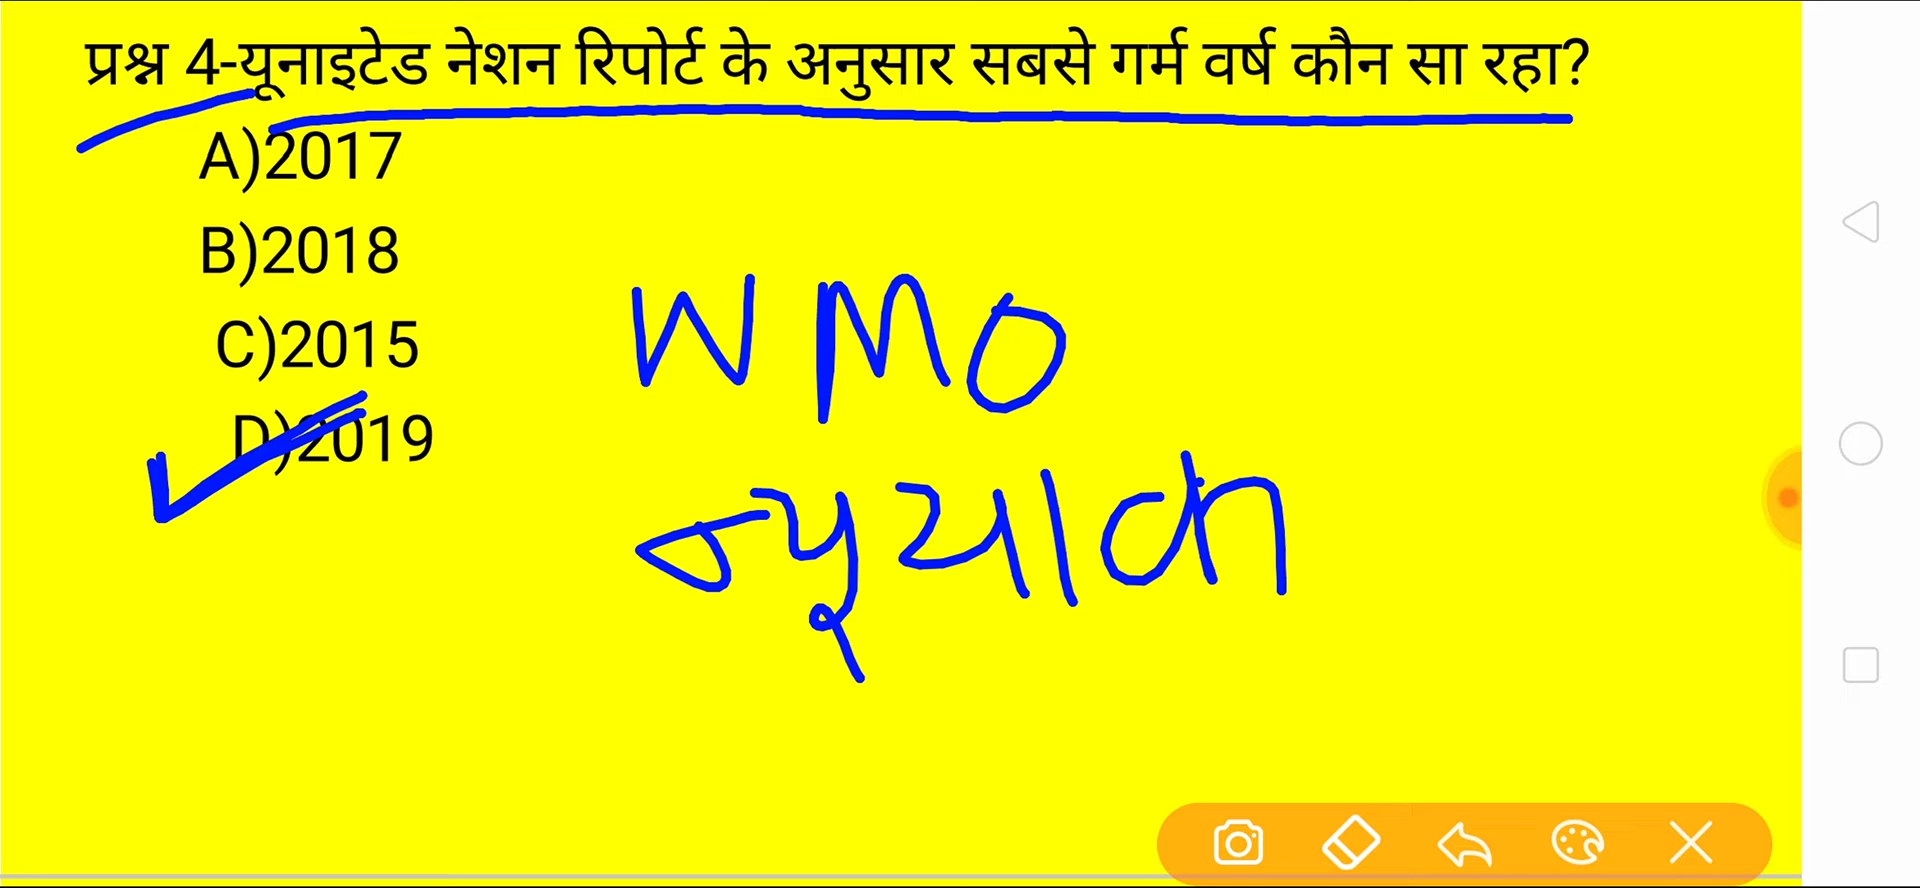 प्रश्न 4-यूनाइटेड नेशन रिपोर्ट के अनुसार सबसे गर्म वर्ष कौन सा रहा?
A)2017
B)2018
C)2015
D)2019
WMO
न्यूयार्क